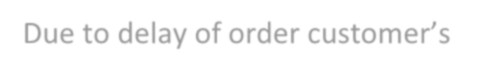 Due to delay of order customer’s